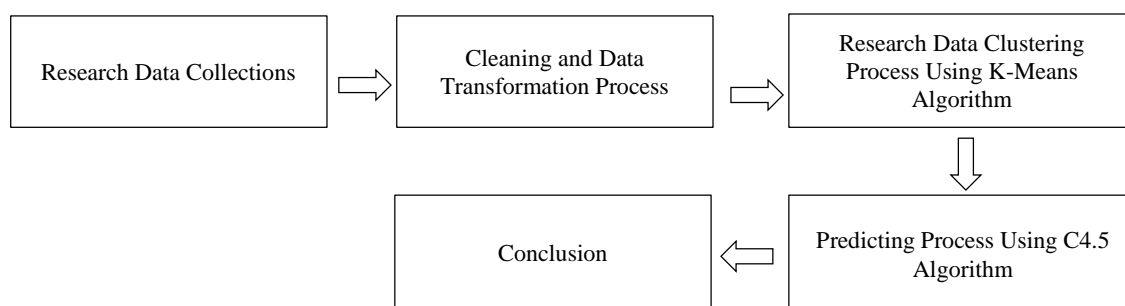 Research Data Collections
Cleaning and Data
Transformation Process
Research Data Clustering
Process Using K-Means
Algorithm
Predicting Process Using C4.5
Algorithm
Conclusion